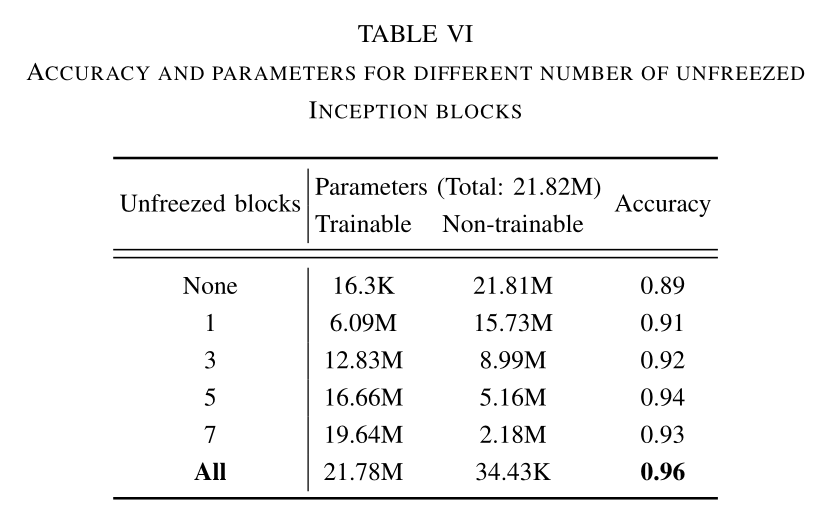 TABLE VI
ACCURACY AND PARAMETERS FOR DIFFERENT NUMBER OF UNFREEZED
INCEPTION BLOCKS
Unfreezed blocks Parameters (Total: 21.82M) Accuracy
Trainable Non-trainable
None 16.3K 21.81M 0.89
1 6.09M 15.73M 0.91
3 12.83M 8.99M 0.92
5 16.66M 5.16M 0.94
7 19.64M 2.18M 0.93
All 21.78M 34.43K 0.96